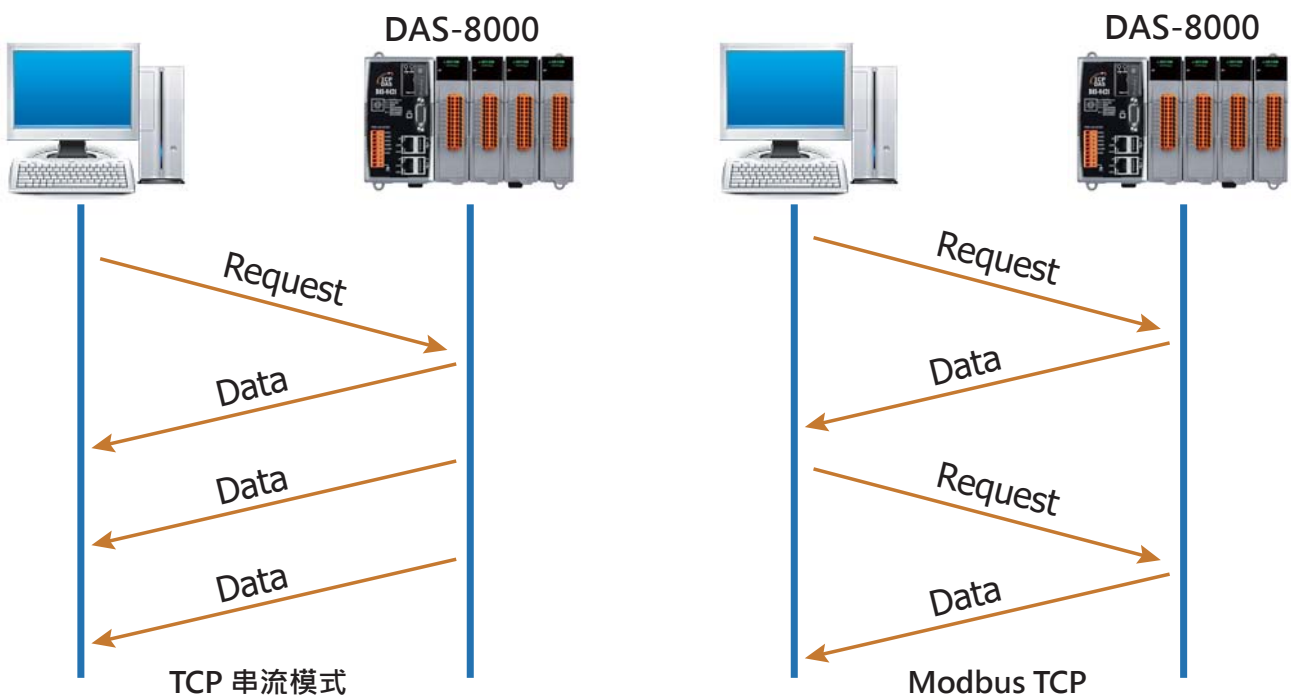 DAS-8000
DAS-8000
Request
Data
Data
Data
TCP 串流模式
Request
Data
Request
Data
Modbus TCP